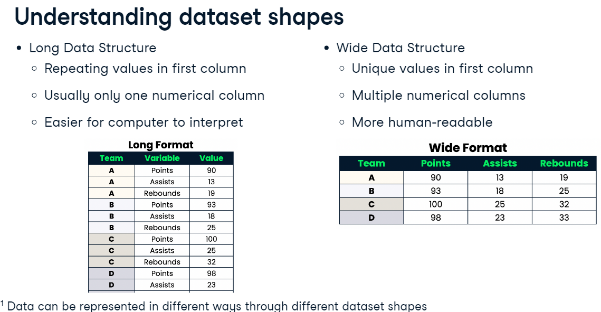 Understanding dataset shapes
• Long Data Structure
○ Repeating values in first column
○ Usually only one numerical column
○ Easier for computer to interpret
Long Format
Team Variable Value
A Points 90
A Assists 13
A Rebounds 19
B Points 93
B Assists 18
B Rebounds 25
C Points 100
C Assists 25
C Rebounds 32
D Points 98
D Assists 23
• Wide Data Structure
○ Unique values in first column
○ Multiple numerical columns
○ More human-readable
Wide Format
Team Points Assists Rebounds
A 90 13 19
B 93 18 25
C 100 25 32
D 98 23 33
¹ Data can be represented in different ways through different dataset shapes